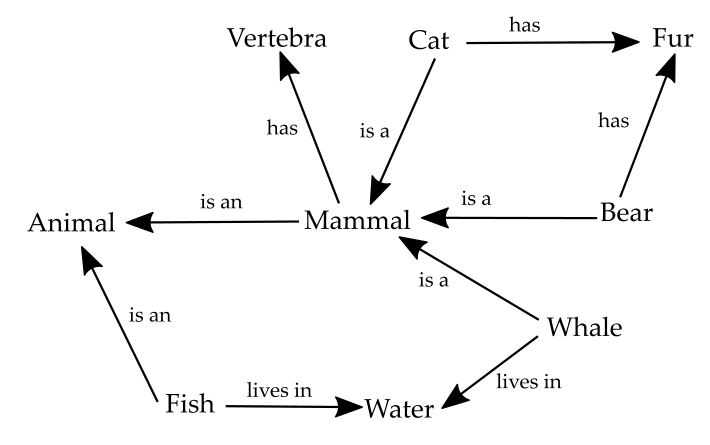 Vertebra
Cat
has
Fur
has
is a
has
Animal
is an
Mammal
is a
Bear
is an
is a
Whale
Fish
lives in
Water
lives in